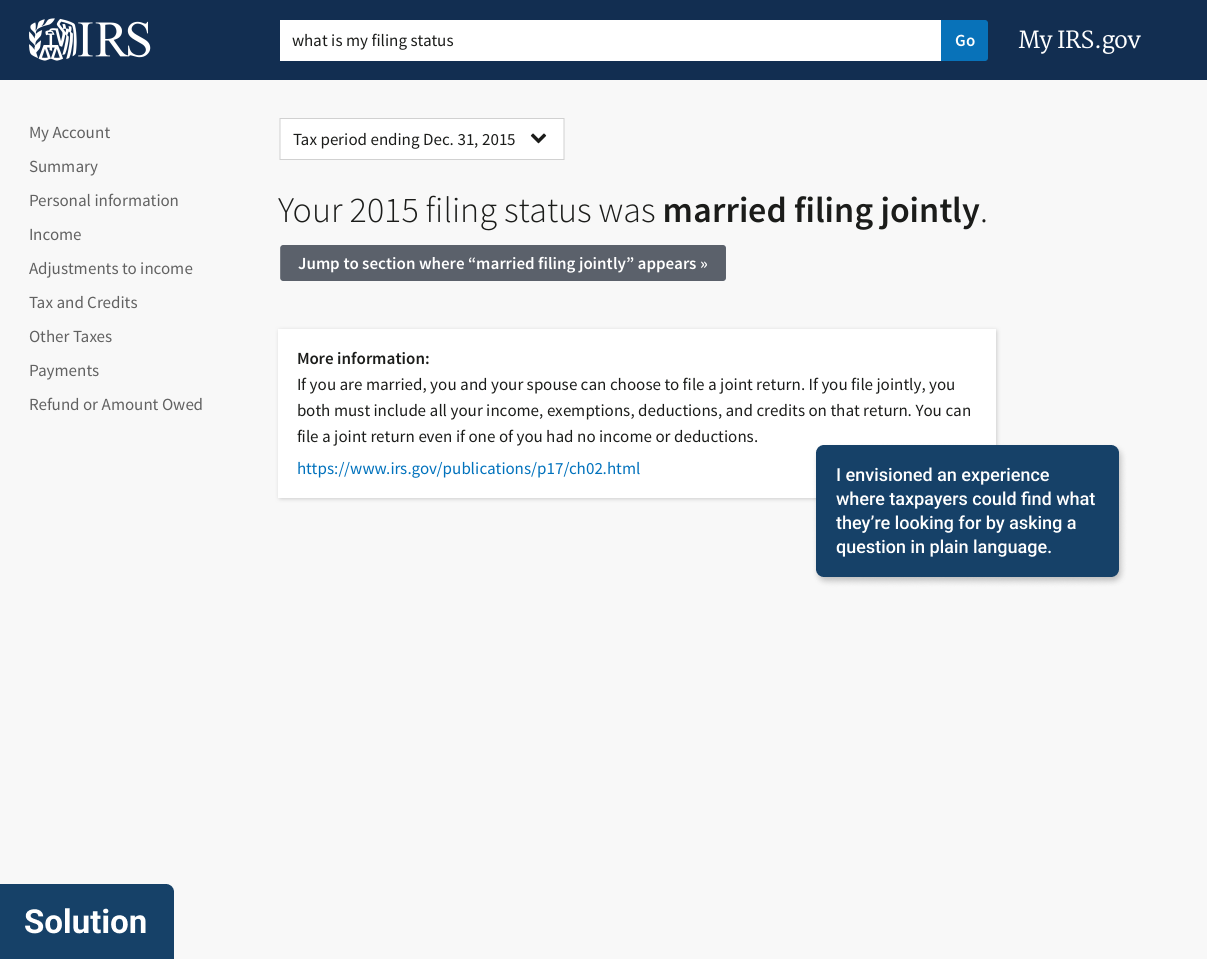 IRS
what is my filing status
Go
My IRS.gov
My Account
Summary
Personal information
Income
Adjustments to income
Tax and Credits
Other Taxes
Payments
Refund or Amount Owed
Tax period ending Dec. 31, 2015
Your 2015 filing status was married filing jointly.
Jump to section where “married filing jointly” appears »
More information:
If you are married, you and your spouse can choose to file a joint return. If you file jointly, you
both must include all your income, exemptions, deductions, and credits on that return. You can
file a joint return even if one of you had no income or deductions.
https://www.irs.gov/publications/p17/ch02.html
I envisioned an experience
where taxpayers could find what
they’re looking for by asking a
question in plain language.
Solution